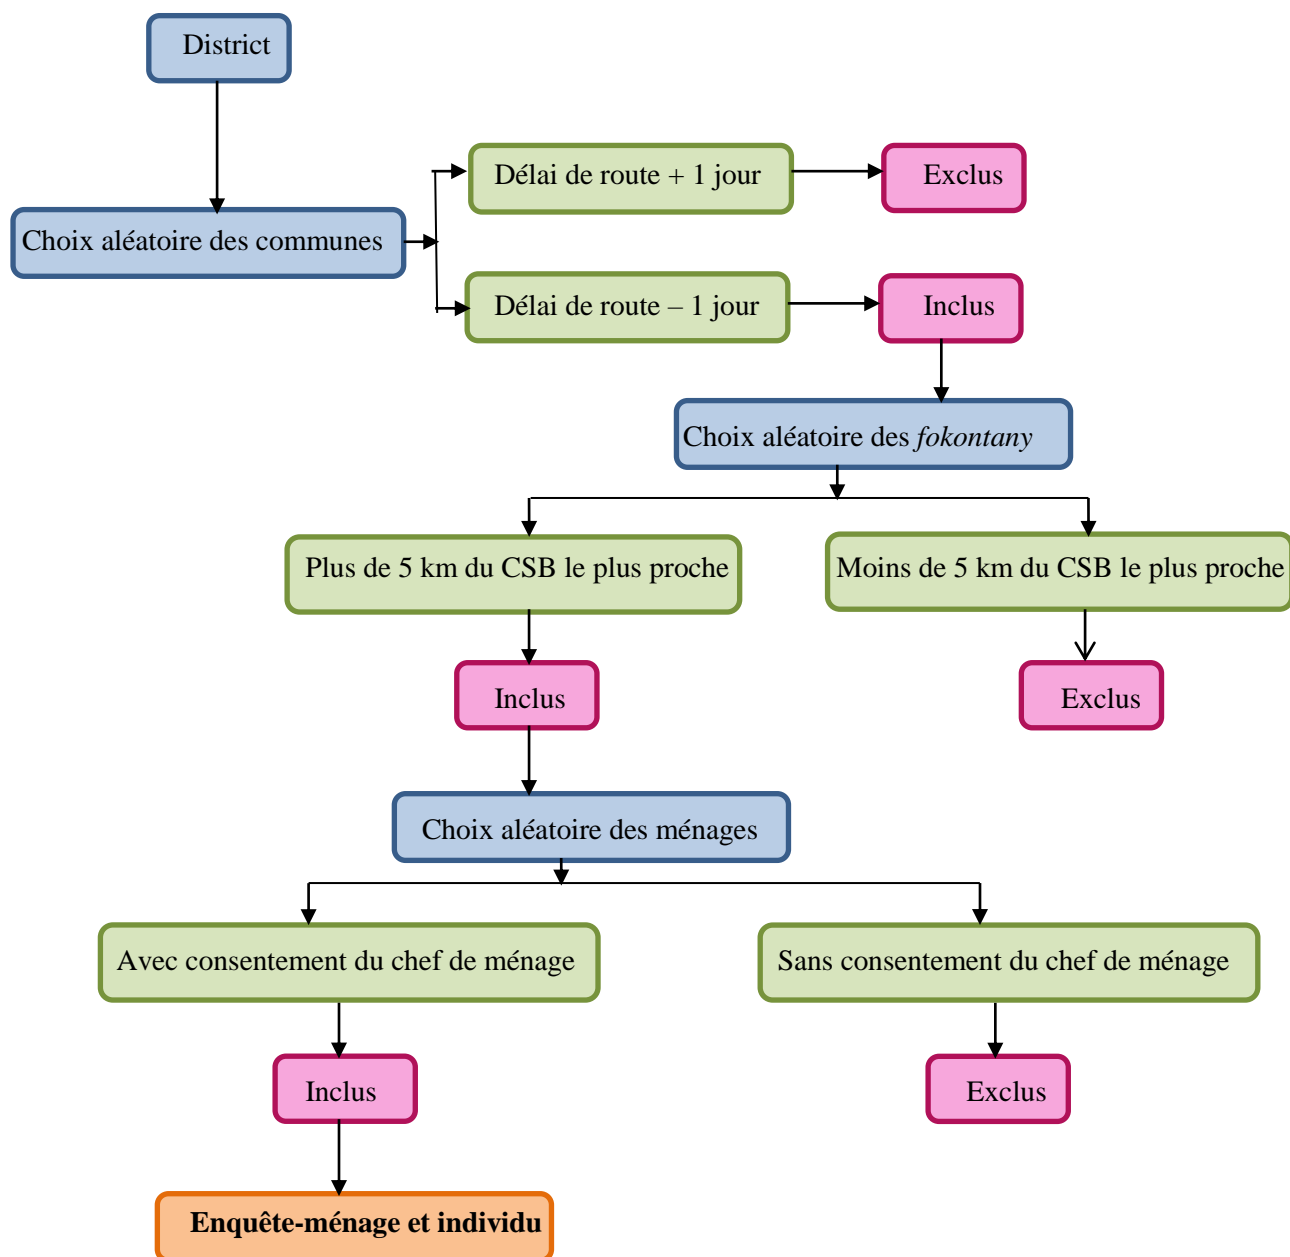 District
Délai de route + 1 jour
Exclus
Choix aléatoire des communes
Délai de route – 1 jour
Inclus
Choix aléatoire des fokontany
Plus de 5 km du CSB le plus proche
Moins de 5 km du CSB le plus proche
Inclus
Exclus
Choix aléatoire des ménages
Avec consentement du chef de ménage
Sans consentement du chef de ménage
Inclus
Exclus
Enquête-ménage et individu